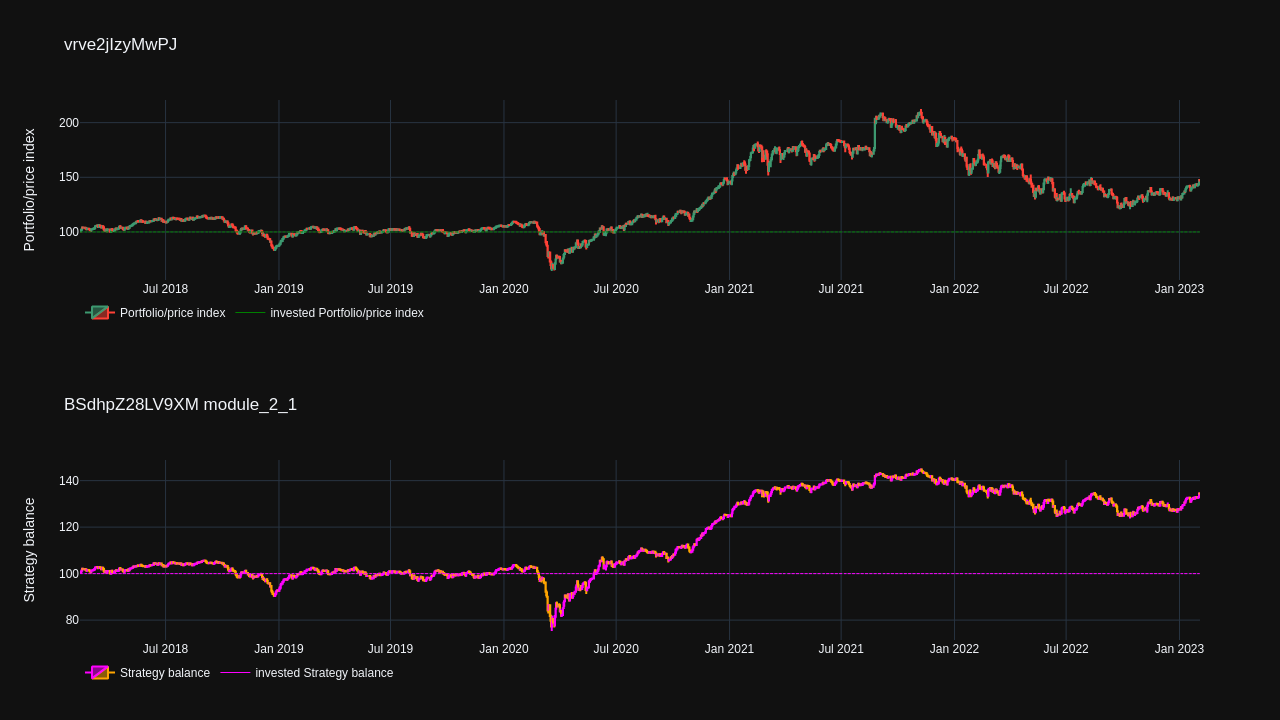 vrve2jIzyMwPJ
Portfolio/price index
200
150
100
Jul 2018 Jan 2019 Jul 2019 Jan 2020 Jul 2020 Jan 2021 Jul 2021 Jan 2022 Jul 2022 Jan 2023
Portfolio/price index invested Portfolio/price index
BSdhpZ28LV9XM module_2_1
Strategy balance
140
120
100
80
Jul 2018 Jan 2019 Jul 2019 Jan 2020 Jul 2020 Jan 2021 Jul 2021 Jan 2022 Jul 2022 Jan 2023
Strategy balance invested Strategy balance